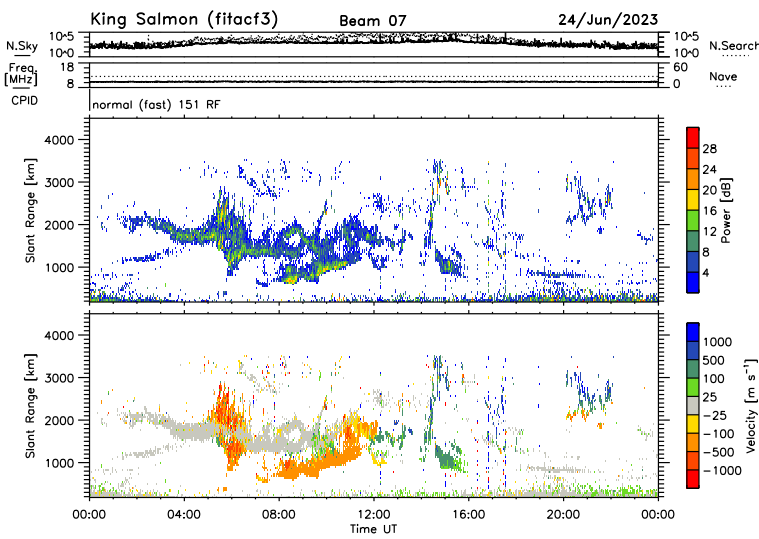 King Salmon (fitacf3) Beam 07 24/Jun/2023
N.Sky 10^5 10^0 10^5 10^0 N.Search
Freq. [MHz] 18 8 60 0 Nave
CPID normal (fast) 151 RF
Slant Range [km] 4000 3000 2000 1000
Power [dB] 28 24 20 16 12 8 4
Slant Range [km] 4000 3000 2000 1000
Velocity [m s⁻¹] 1000 500 100 25 −25 −100 −500 −1000
00:00 04:00 08:00 12:00 16:00 20:00 00:00
Time UT